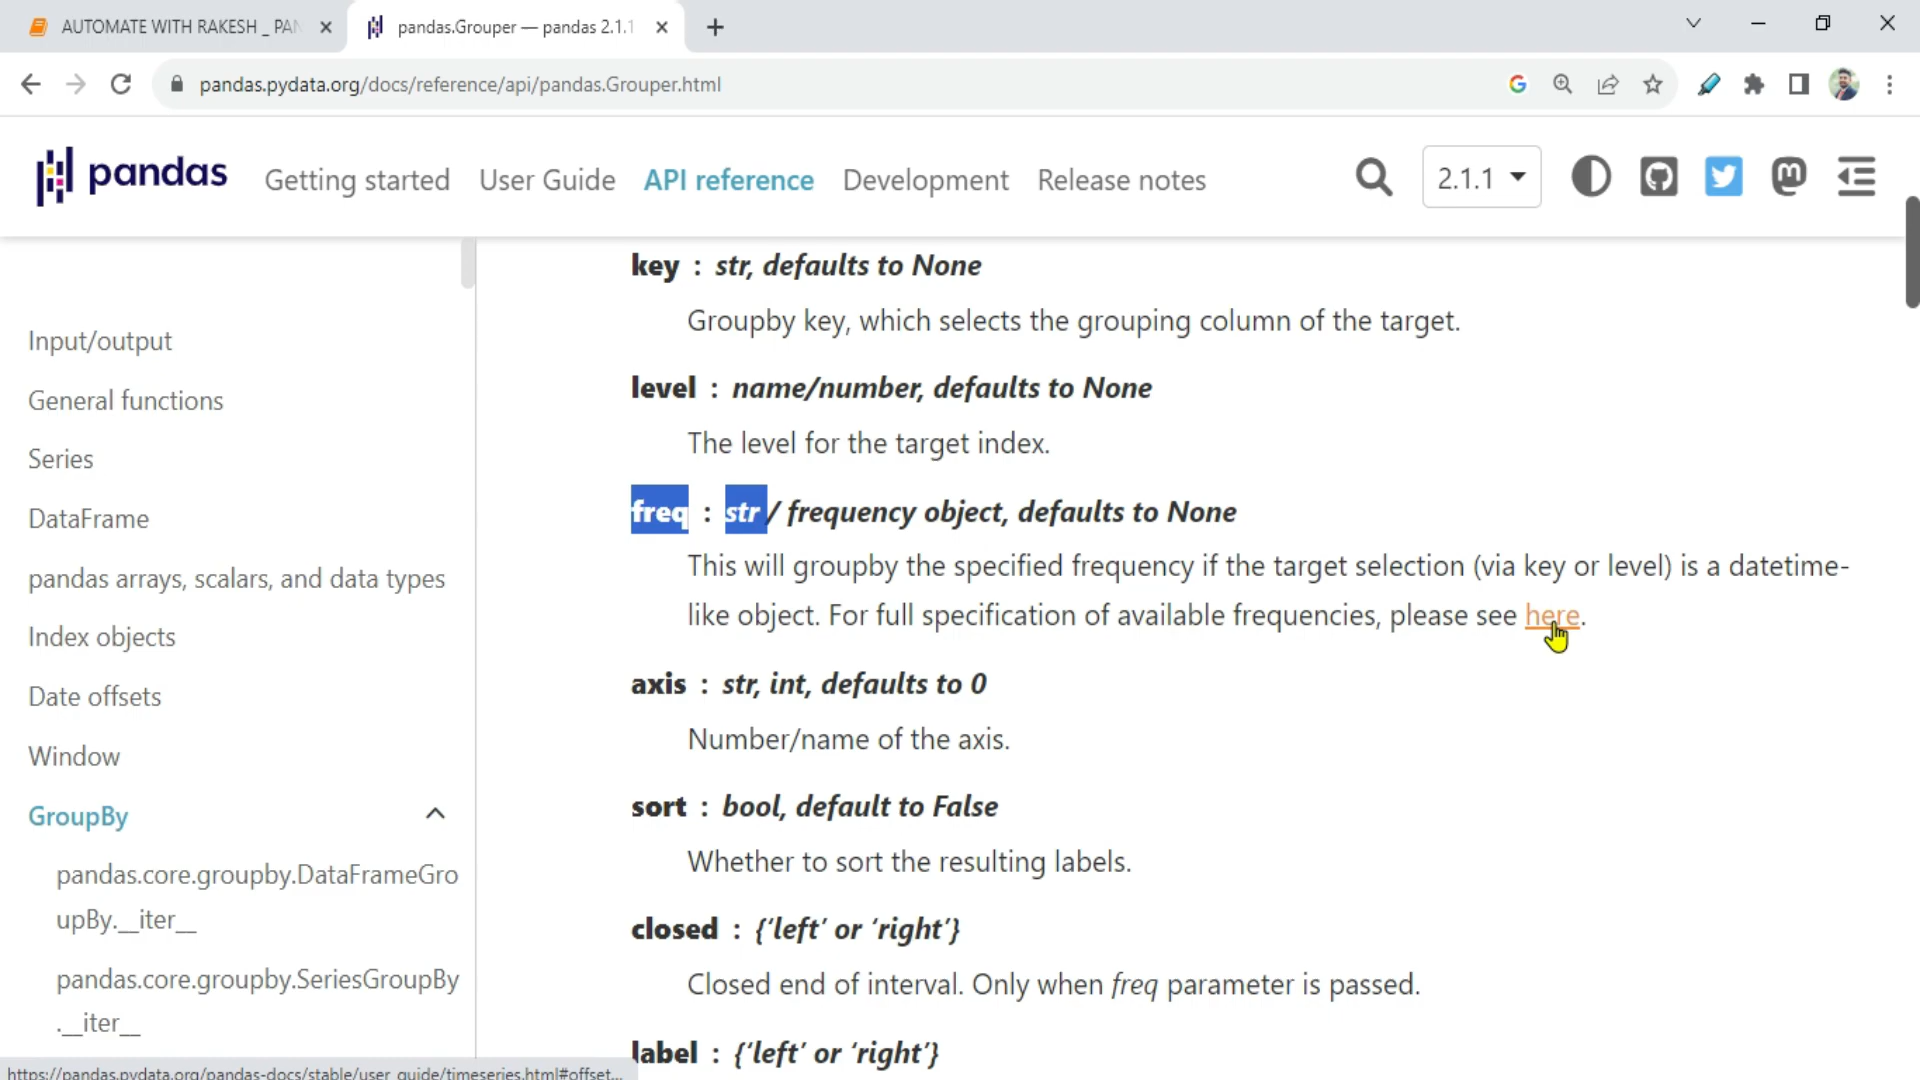 AUTOMATE WITH RAKESH _ PAN
pandas.Grouper — pandas 2.1.1
pandas.pydata.org/docs/reference/api/pandas.Grouper.html
pandas
Getting started
User Guide
API reference
Development
Release notes
2.1.1
Input/output
General functions
Series
DataFrame
pandas arrays, scalars, and data types
Index objects
Date offsets
Window
GroupBy
pandas.core.groupby.DataFrameGro
upBy.__iter__
pandas.core.groupby.SeriesGroupBy
.__iter__
key : str, defaults to None
Groupby key, which selects the grouping column of the target.
level : name/number, defaults to None
The level for the target index.
freq : str / frequency object, defaults to None
This will groupby the specified frequency if the target selection (via key or level) is a datetime-
like object. For full specification of available frequencies, please see here.
axis : str, int, defaults to 0
Number/name of the axis.
sort : bool, default to False
Whether to sort the resulting labels.
closed : {‘left’ or ‘right’}
Closed end of interval. Only when freq parameter is passed.
label : {‘left’ or ‘right’}
https://pandas.pydata.org/pandas-docs/stable/user_guide/timeseries.html#offset...